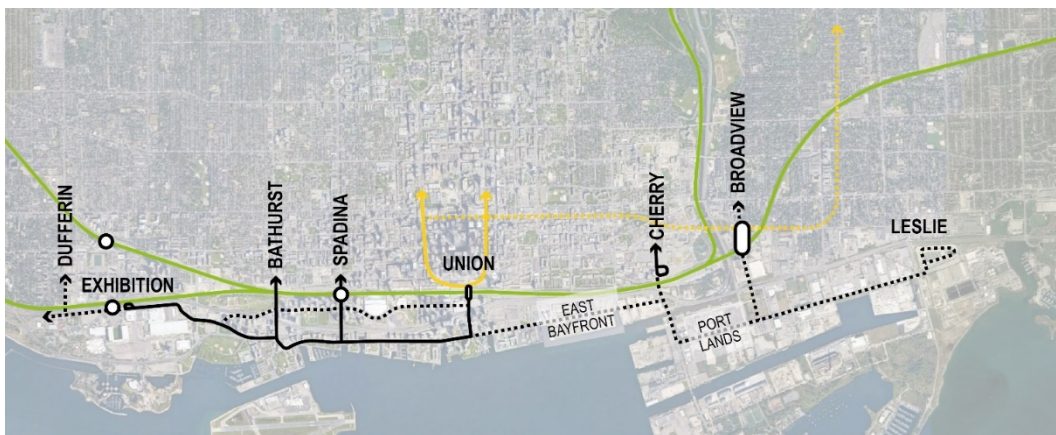 DUFFERIN
EXHIBITION
BATHURST
SPADINA
UNION
EAST
BAYFRONT
CHERRY
PORT
LANDS
BROADVIEW
LESLIE